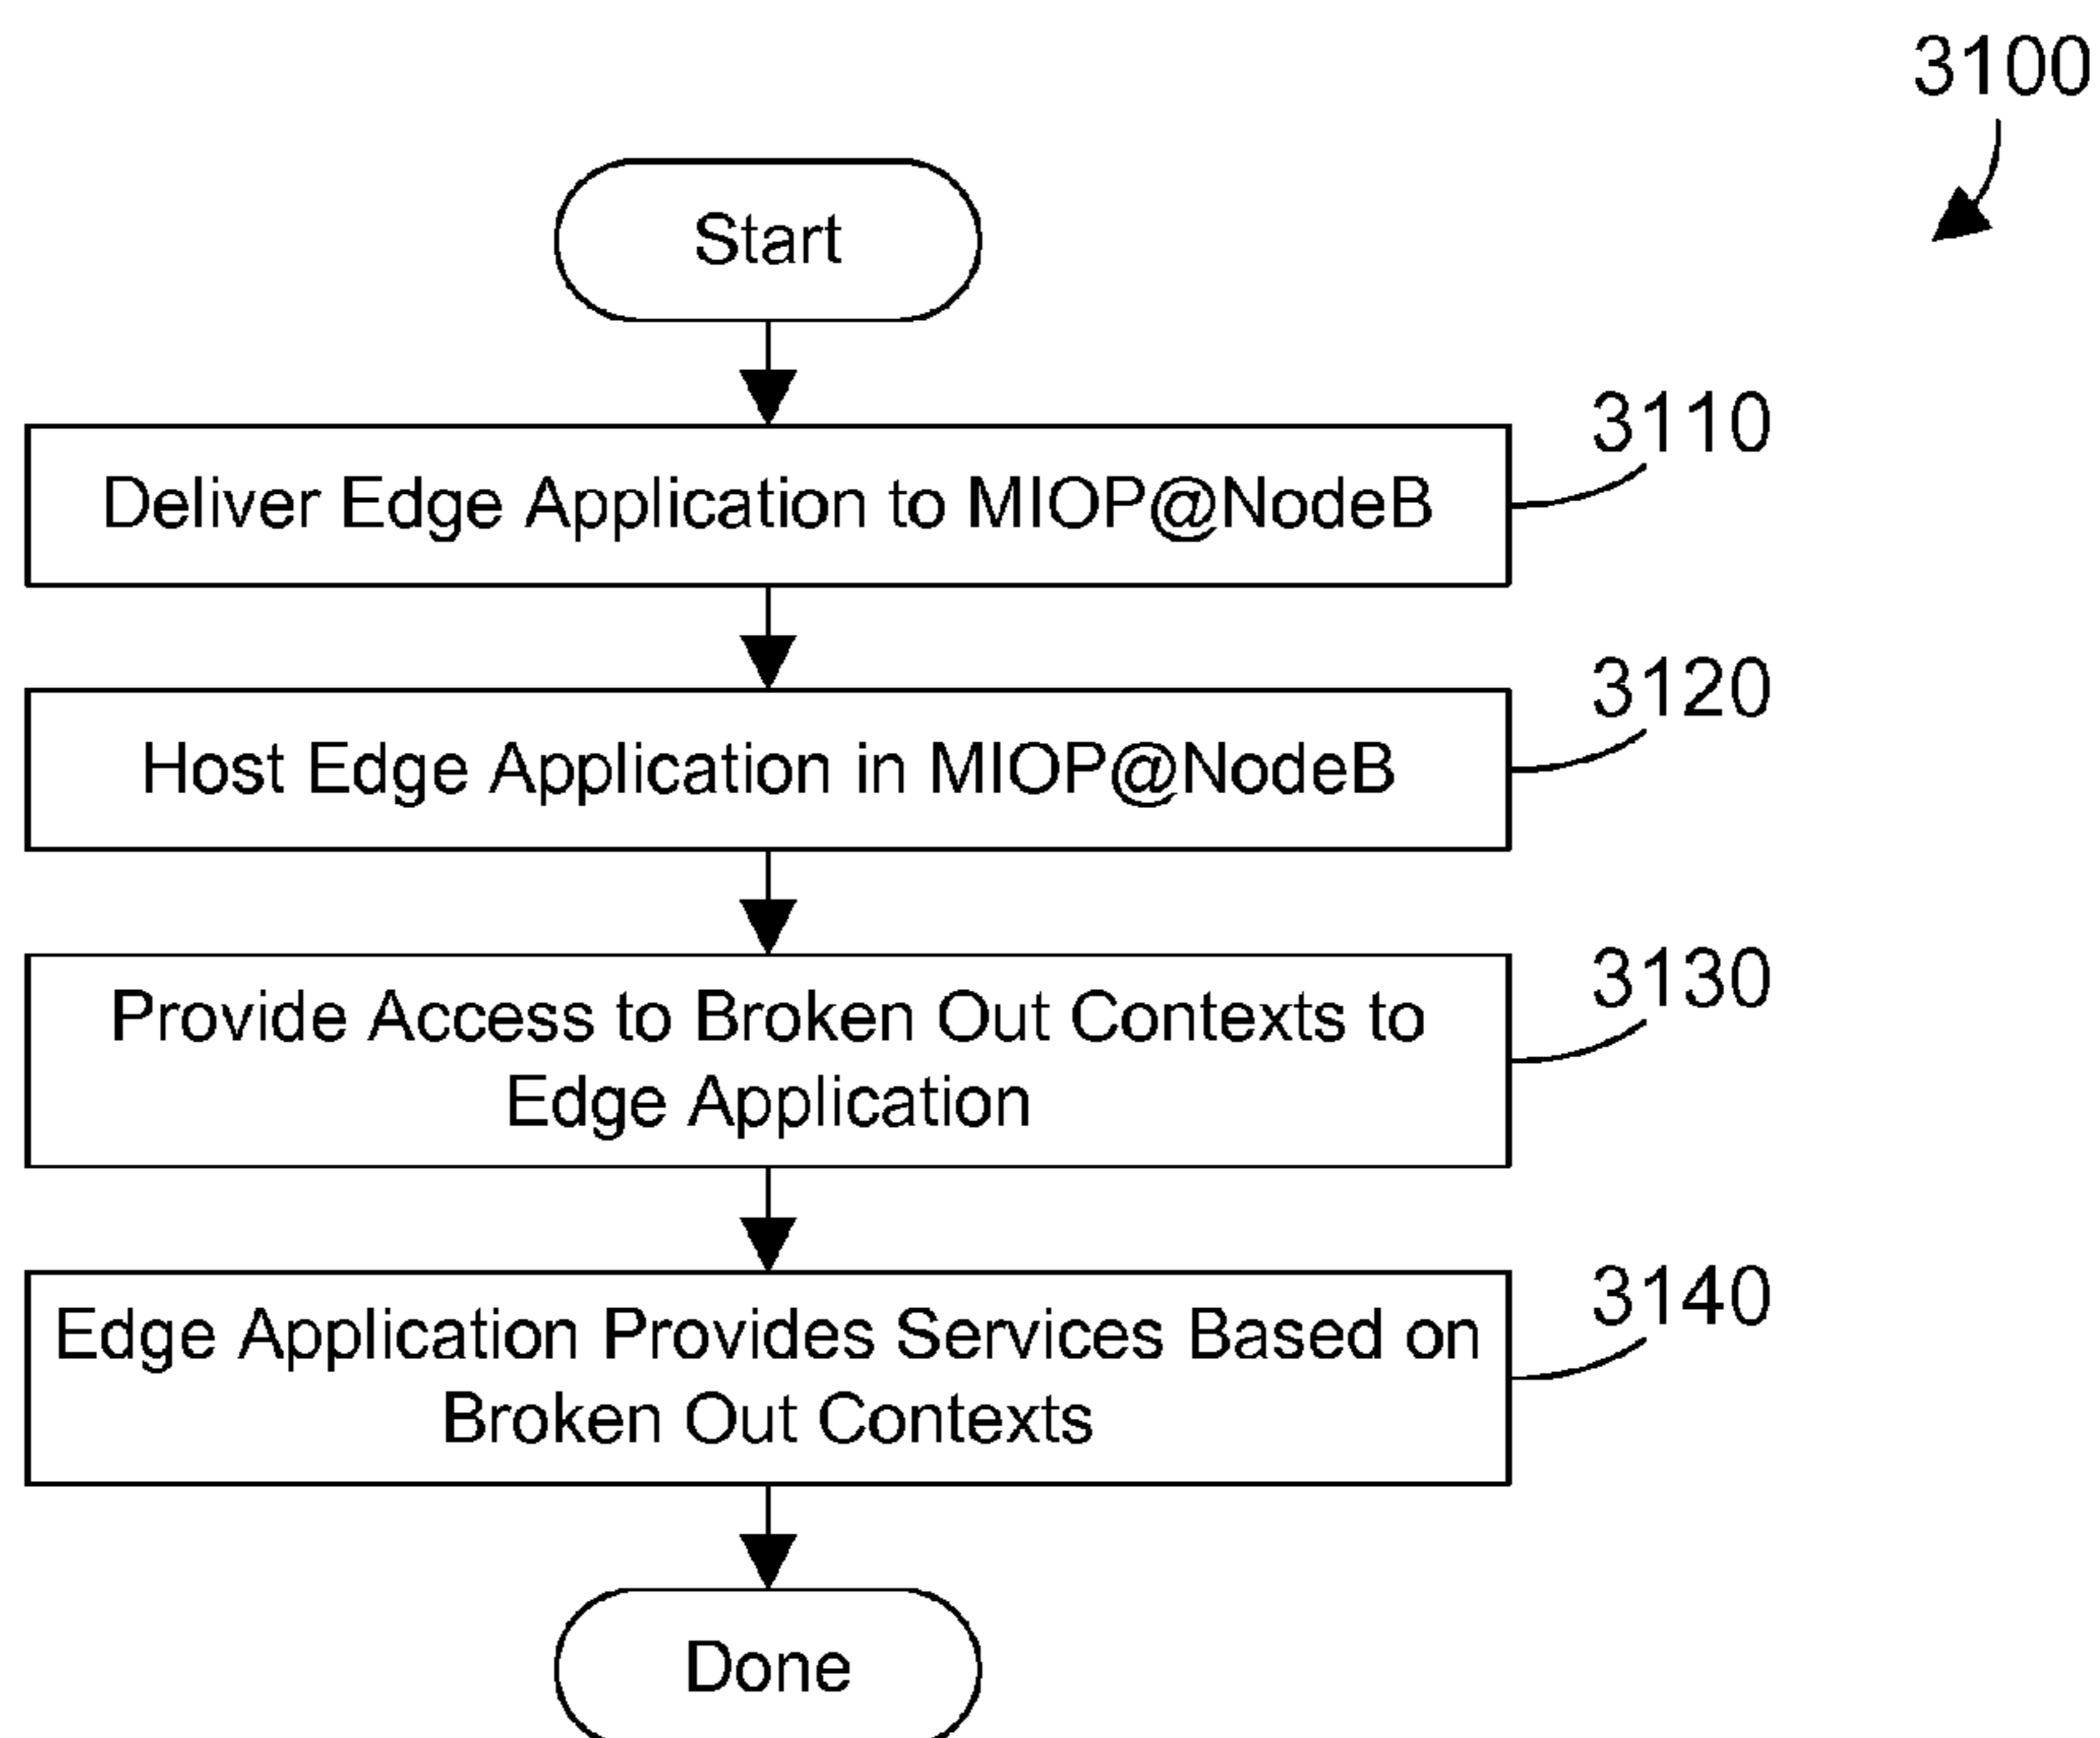 3100
Start
Deliver Edge Application to MIOP@NodeB
3110
Host Edge Application in MIOP@NodeB
3120
Provide Access to Broken Out Contexts to
Edge Application
3130
Edge Application Provides Services Based on
Broken Out Contexts
3140
Done